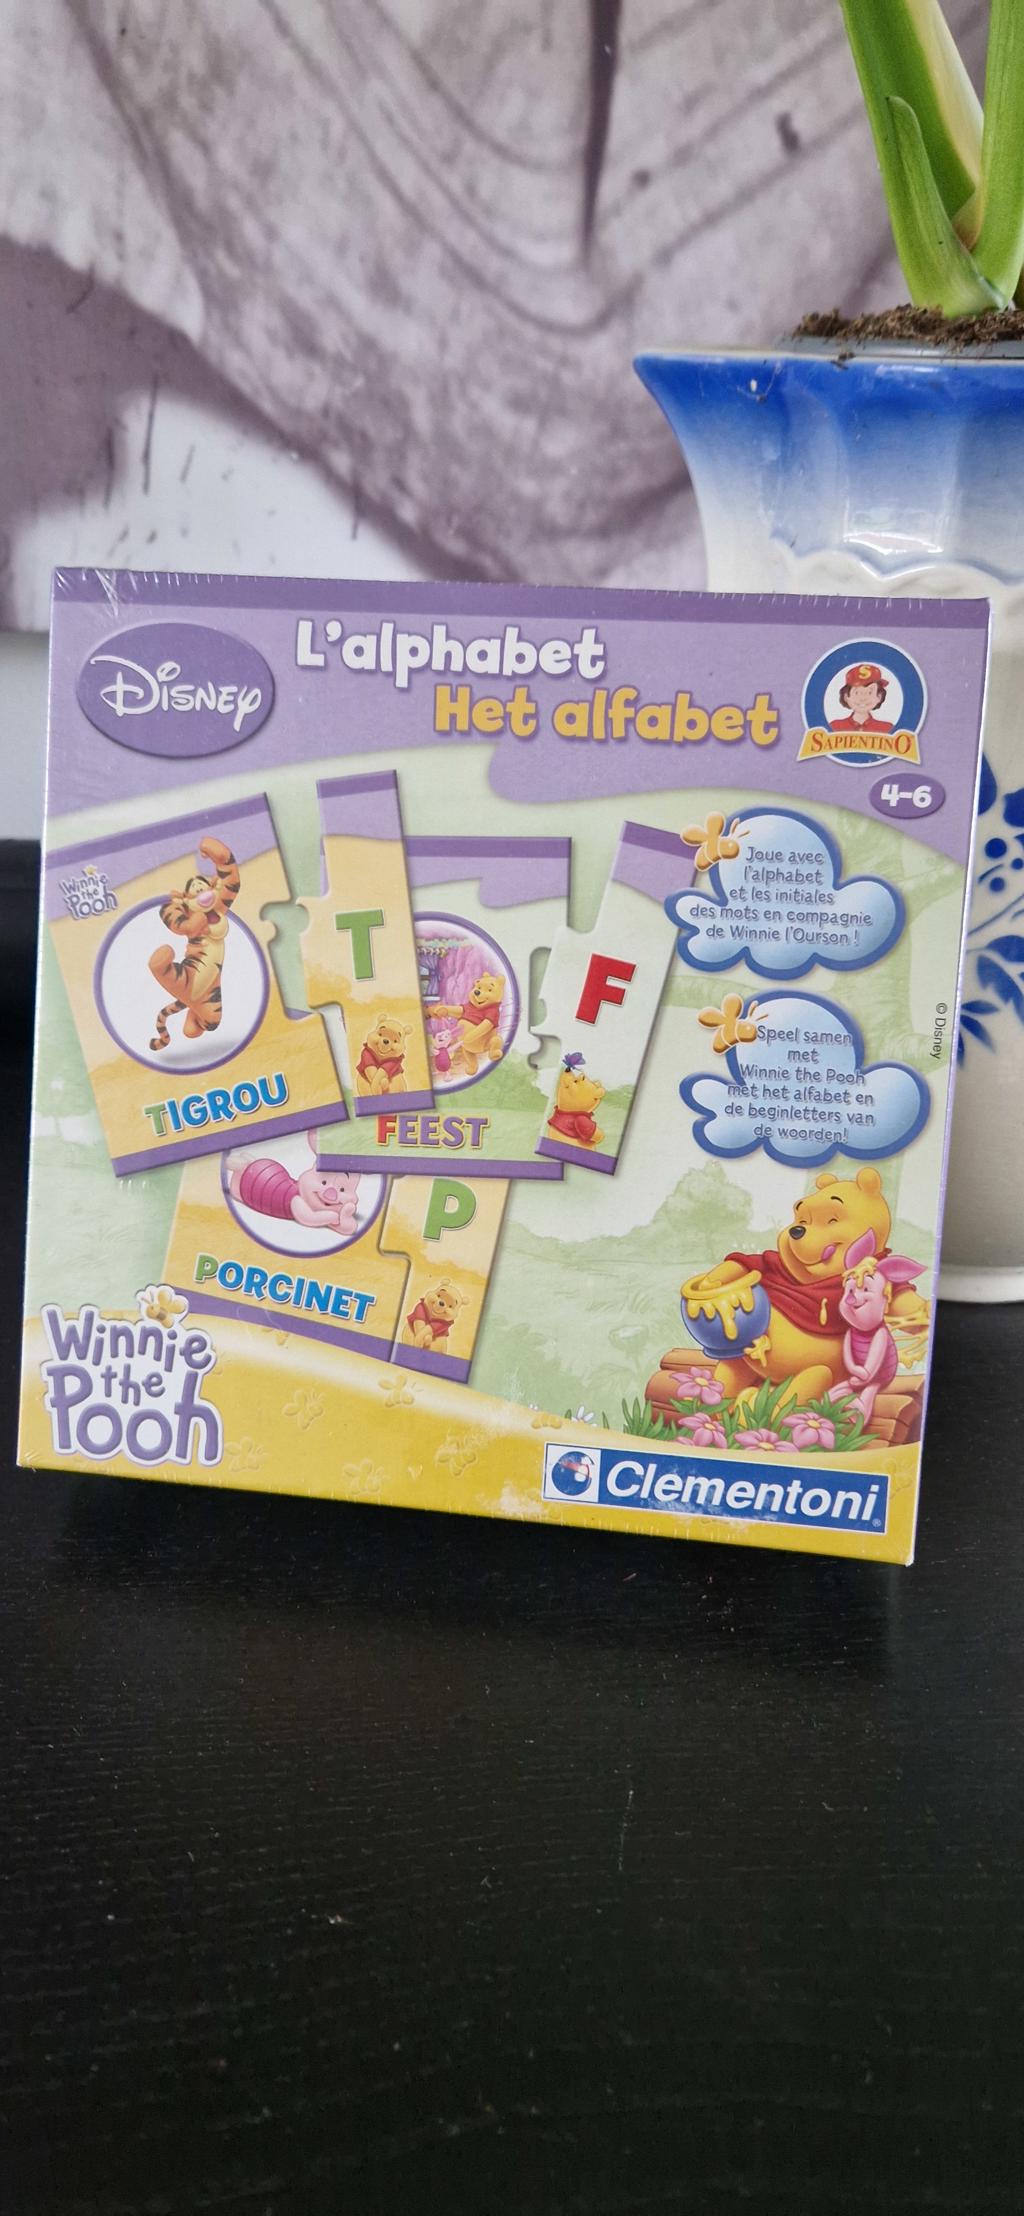 Disney
L'alphabet
Het alfabet
S
SAPIENTINO
4-6
Winnie
the
Pooh
TIGROU
T
FEEST
F
PORCINET
P
Joue avec
l'alphabet
et les initiales
des mots en compagnie
de Winnie l'Ourson !
Speel samen
met
Winnie the Pooh
met het alfabet en
de beginletters van
de woorden!
© Disney
Winnie
the
Pooh
Clementoni®